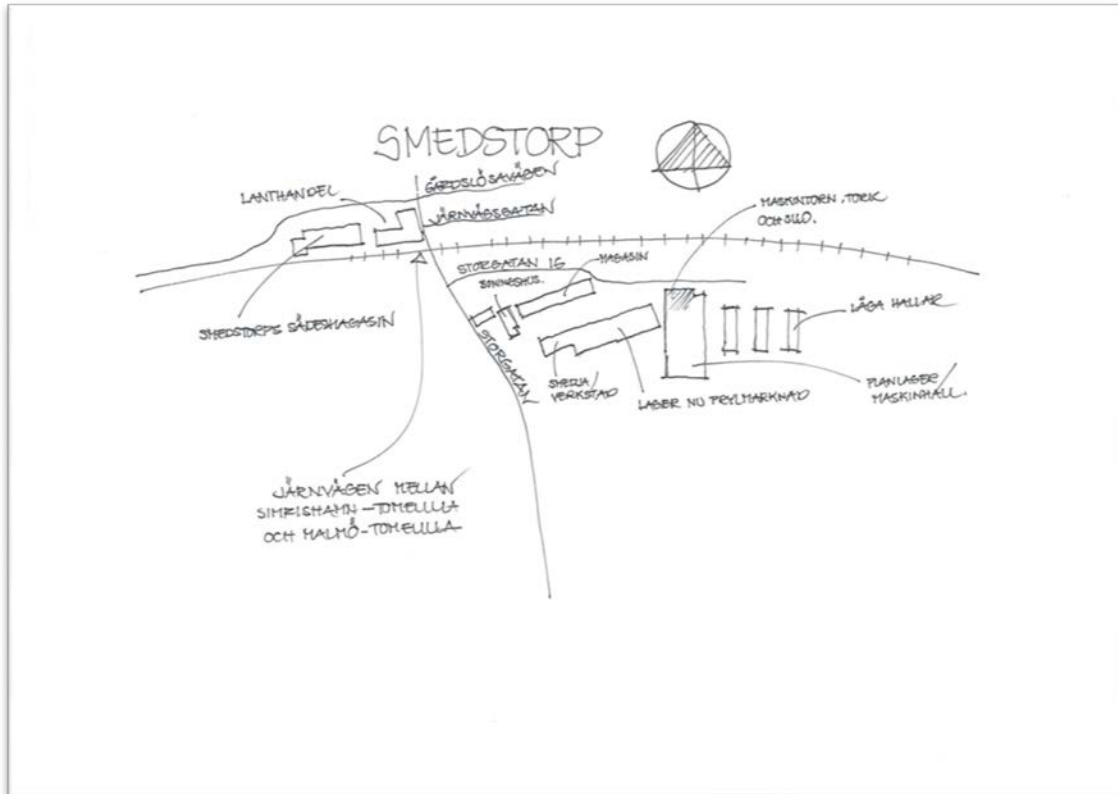 SMEDSTORP
LANTHANDEL
GÄRDSLÖSAVÄGEN
JÄRNVÄGSGATAN
MASKINTORN, TORK
OCH SILO.
STORGATAN 16
MAGASIN
BONINGSHUS.
SMEDSTORPS SÄDESMAGASIN
STORGATAN
LÅGA HALLAR
SMEDJA/
VERKSTAD
LAGER NU PRYLMARKNAD
PLANLAGER/
MASKINHALL.
JÄRNVÄGEN MELLAN
SIMRISHAMN-TOMELILLA
OCH MALMÖ-TOMELILLA